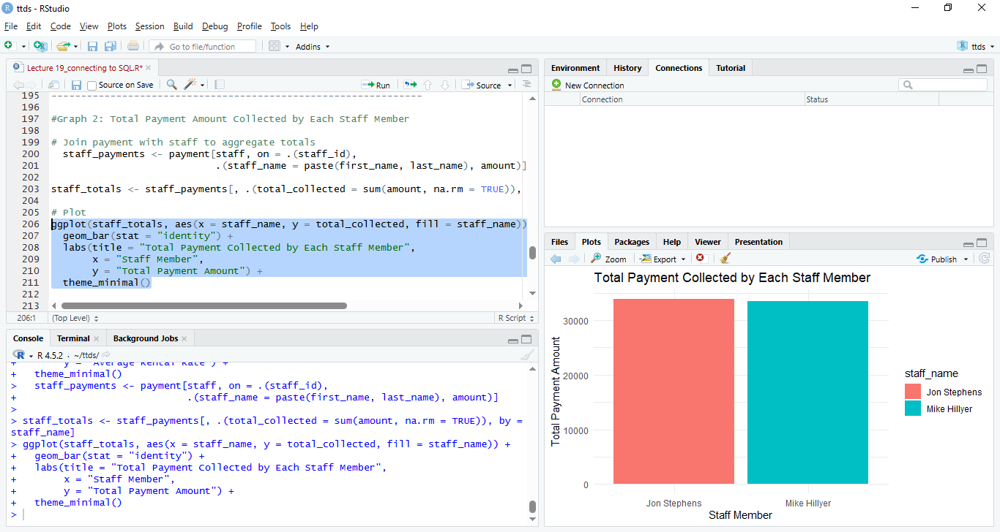 ttds - RStudio
File Edit Code View Plots Session Build Debug Profile Tools Help
Go to file/function Addins ttds
Lecture 19_connecting to SQL.R*
Source on Save Run Source
195 ----------------------------------------------------------------
196
197 #Graph 2: Total Payment Amount Collected by Each Staff Member
198
199 # Join payment with staff to aggregate totals
200 staff_payments <- payment[staff, on = .(staff_id),
201 .(staff_name = paste(first_name, last_name), amount)]
202
203 staff_totals <- staff_payments[, .(total_collected = sum(amount, na.rm = TRUE)),
204
205 # Plot
206 ggplot(staff_totals, aes(x = staff_name, y = total_collected, fill = staff_name))
207 geom_bar(stat = "identity") +
208 labs(title = "Total Payment Collected by Each Staff Member",
209 x = "Staff Member",
210 y = "Total Payment Amount") +
211 theme_minimal()
212
213
206:1 (Top Level) R Script
Console Terminal Background Jobs
R 4.5.2 · ~/ttds/
+ y = "Average Rental Rate") +
+ theme_minimal()
> staff_payments <- payment[staff, on = .(staff_id),
+ .(staff_name = paste(first_name, last_name), amount)]
>
> staff_totals <- staff_payments[, .(total_collected = sum(amount, na.rm = TRUE)), by =
staff_name]
> ggplot(staff_totals, aes(x = staff_name, y = total_collected, fill = staff_name)) +
+ geom_bar(stat = "identity") +
+ labs(title = "Total Payment Collected by Each Staff Member",
+ x = "Staff Member",
+ y = "Total Payment Amount") +
+ theme_minimal()
>
Environment History Connections Tutorial
New Connection
Connection Status
Files Plots Packages Help Viewer Presentation
Zoom Export Publish
Total Payment Collected by Each Staff Member
Total Payment Amount
30000
20000
10000
0
Jon Stephens Mike Hillyer
Staff Member
staff_name
Jon Stephens
Mike Hillyer